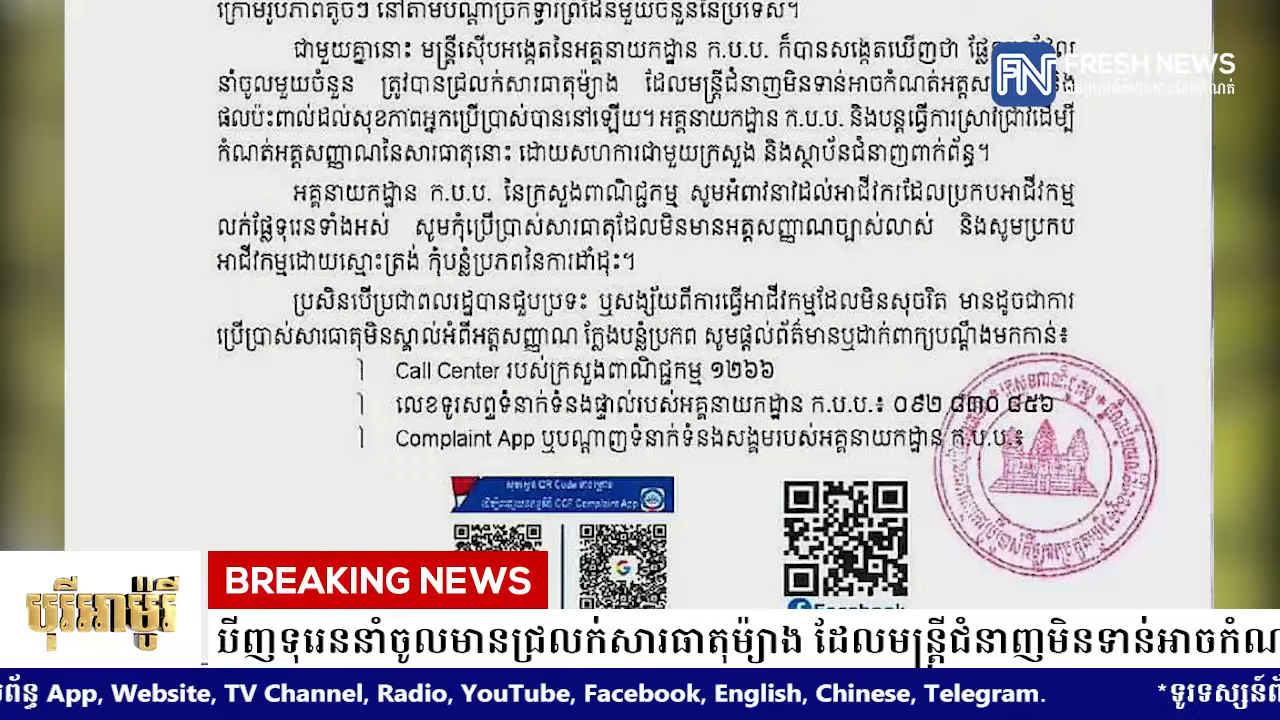 ក្រោមរូបភាពតូចៗ នៅតាមបណ្តាច្រកទ្វារព្រំដែនមួយចំនួននៃប្រទេស។
ជាមួយគ្នានោះ មន្ត្រីស៊ើបអង្កេតនៃអគ្គនាយកដ្ឋាន ក.ប.ប. ក៏បានសង្កេតឃើញថា
នាំចូលមួយចំនួន ត្រូវបានជ្រលក់សារធាតុម៉្យាង ដែលមន្ត្រីជំនាញមិនទាន់អាចកំណត់
ផលប៉ះពាល់ដល់សុខភាពអ្នកប្រើប្រាស់បាននៅឡើយ។ អគ្គនាយកដ្ឋាន ក.ប.ប. និងបន្តធ្វើការស្រាវជ្រាវដើម្បី
កំណត់អត្តសញ្ញាណនៃសារធាតុនោះ ដោយសហការជាមួយក្រសួង និងស្ថាប័នជំនាញពាក់ព័ន្ធ។
អគ្គនាយកដ្ឋាន ក.ប.ប. នៃក្រសួងពាណិជ្ជកម្ម សូមអំពាវនាវដល់អាជីវករដែលប្រកបអាជីវកម្ម
លក់ផ្លែទុរេនទាំងអស់ សូមកុំប្រើប្រាស់សារធាតុដែលមិនមានអត្តសញ្ញាណច្បាស់លាស់ និងសូមប្រកប
អាជីវកម្មដោយស្មោះត្រង់ កុំបន្លំប្រភពនៃការដាំដុះ។
ប្រសិនបើប្រជាពលរដ្ឋបានជួបប្រទះ ឬសង្ស័យពីការធ្វើអាជីវកម្មដែលមិនសុចរិត មានដូចជាការ
ប្រើប្រាស់សារធាតុមិនស្គាល់អំពីអត្តសញ្ញាណ ក្លែងបន្លំប្រភព សូមផ្តល់ព័ត៌មានឬដាក់ពាក្យបណ្តឹងមកកាន់៖
Call Center របស់ក្រសួងពាណិជ្ជកម្ម ១២៦៦
លេខទូរសព្ទទំនាក់ទំនងផ្ទាល់របស់អគ្គនាយកដ្ឋាន ក.ប.ប.៖ ០៩២ ៨៣០ ៨៥៦
Complaint App ឬបណ្តាញទំនាក់ទំនងសង្គមរបស់អគ្គនាយកដ្ឋាន ក.ប.ប.៖
FRESH NEWS
QR Code
CCF Complaint App
Facebook
បុរីអាម៉ូរី
BREAKING NEWS
ឃើញទុរេននាំចូលមានជ្រលក់សារធាតុម៉្យាង ដែលមន្ត្រីជំនាញមិនទាន់អាចកំណ
ព័ន្ធ App, Website, TV Channel, Radio, YouTube, Facebook, English, Chinese, Telegram. *ទូរទស្សន៍